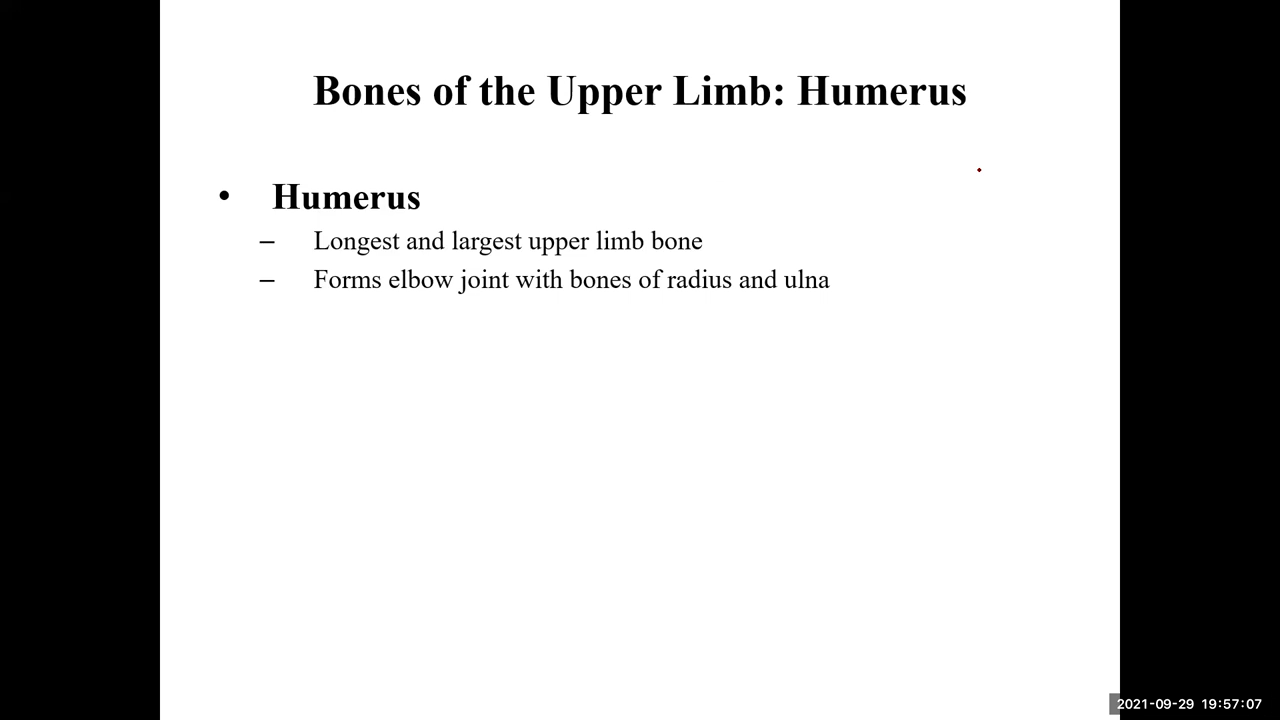 Bones of the Upper Limb: Humerus
• Humerus
– Longest and largest upper limb bone
– Forms elbow joint with bones of radius and ulna
2021-09-29 19:57:07